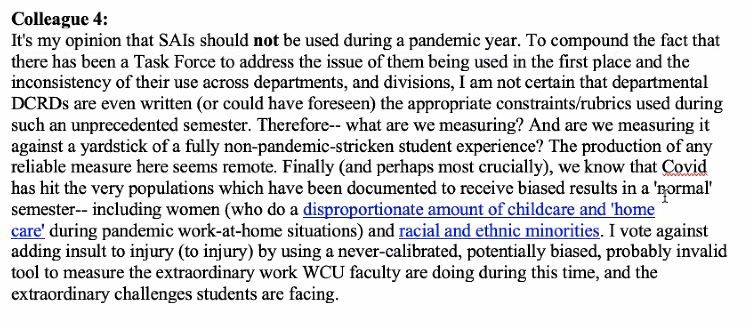 Colleague 4:
It's my opinion that SAIs should not be used during a pandemic year. To compound the fact that
there has been a Task Force to address the issue of them being used in the first place and the
inconsistency of their use across departments, and divisions, I am not certain that departmental
DCRDs are even written (or could have foreseen) the appropriate constraints/rubrics used during
such an unprecedented semester. Therefore-- what are we measuring? And are we measuring it
against a yardstick of a fully non-pandemic-stricken student experience? The production of any
reliable measure here seems remote. Finally (and perhaps most crucially), we know that Covid
has hit the very populations which have been documented to receive biased results in a 'normal'
semester-- including women (who do a disproportionate amount of childcare and 'home
care' during pandemic work-at-home situations) and racial and ethnic minorities. I vote against
adding insult to injury (to injury) by using a never-calibrated, potentially biased, probably invalid
tool to measure the extraordinary work WCU faculty are doing during this time, and the
extraordinary challenges students are facing.